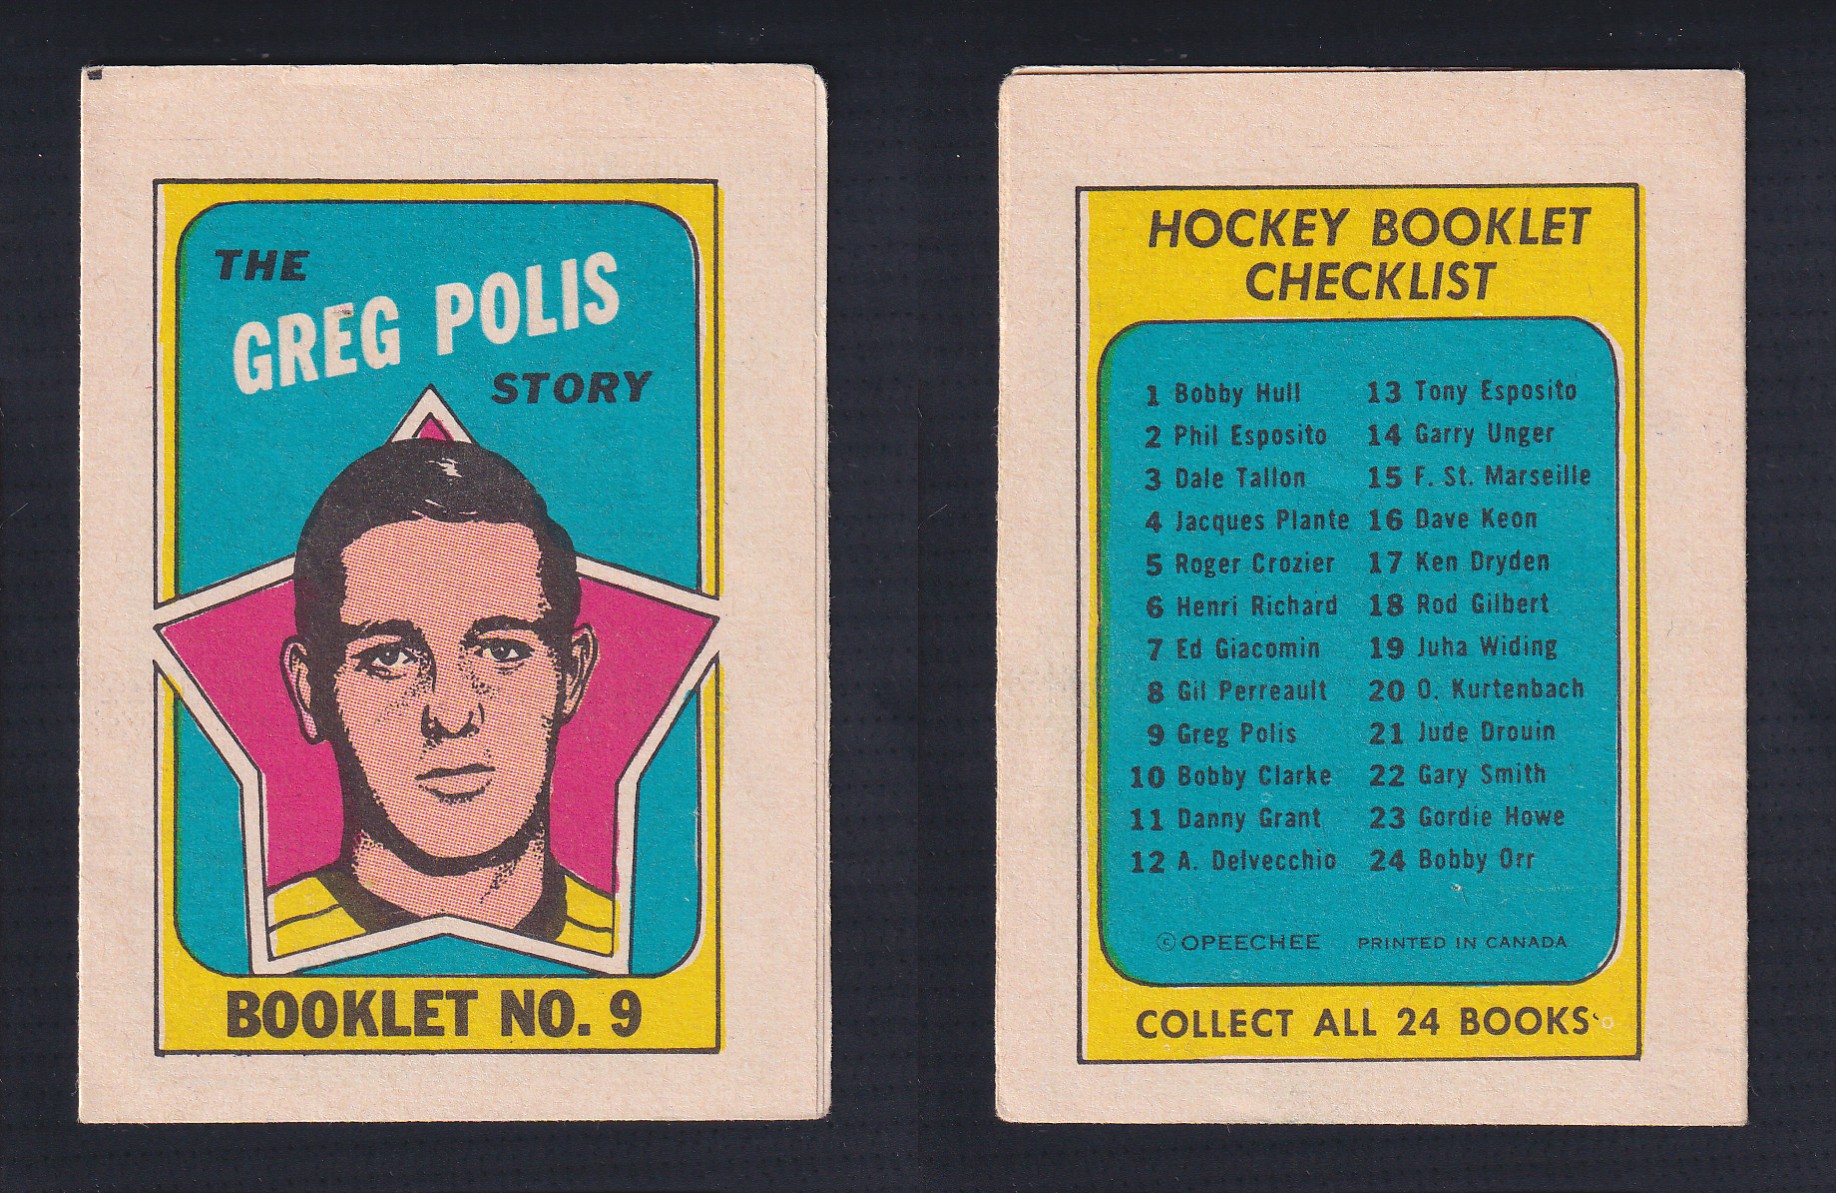 THE
GREG POLIS
STORY
BOOKLET NO. 9
HOCKEY BOOKLET
CHECKLIST
1 Bobby Hull
2 Phil Esposito
3 Dale Tallon
4 Jacques Plante
5 Roger Crozier
6 Henri Richard
7 Ed Giacomin
8 Gil Perreault
9 Greg Polis
10 Bobby Clarke
11 Danny Grant
12 A. Delvecchio
13 Tony Esposito
14 Garry Unger
15 F. St. Marseille
16 Dave Keon
17 Ken Dryden
18 Rod Gilbert
19 Juha Widing
20 O. Kurtenbach
21 Jude Drouin
22 Gary Smith
23 Gordie Howe
24 Bobby Orr
© OPEECHEE PRINTED IN CANADA
COLLECT ALL 24 BOOKS